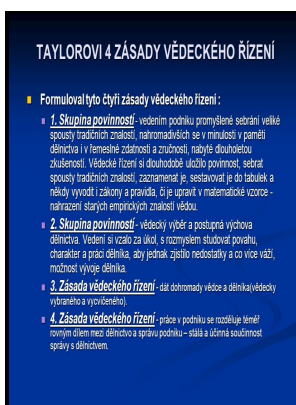 TAYLOROVI 4 ZÁSADY VĚDECKÉHO ŘÍZENÍ
Formuloval tyto čtyři zásady vědeckého řízení :
1. Skupina povinností - vedením podniku promyšlené sebrání veliké
spousty tradičních znalostí, nahromadivších se v minulosti v paměti
dělnictva i v řemeslné zdatnosti a zručnosti, nabyté dlouholetou
zkušeností. Vědecké řízení si dlouhodobě uložilo povinnost, sebrat
spousty tradičních znalostí, zaznamenat je, sestavovat je do tabulek a
někdy vyvodit i zákony a pravidla, či je upravit v matematické vzorce -
nahrazení starých empirických znalostí vědou.
2. Skupina povinností - vědecký výběr a postupná výchova
dělnictva. Vedení si vzalo za úkol, s rozmyslem studovat povahu,
charakter a práci dělníka, aby jednak zjistilo nedostatky a co více váží,
možnost vývoje dělníka.
3. Zásada vědeckého řízení - dát dohromady vědce a dělníka(vědecky
vybraného a vycvičeného).
4. Zásada vědeckého řízení - práce v podniku se rozděluje téměř
rovným dílem mezi dělnictvo a správu podniku – stálá a účinná součinnost
správy s dělnictvem.